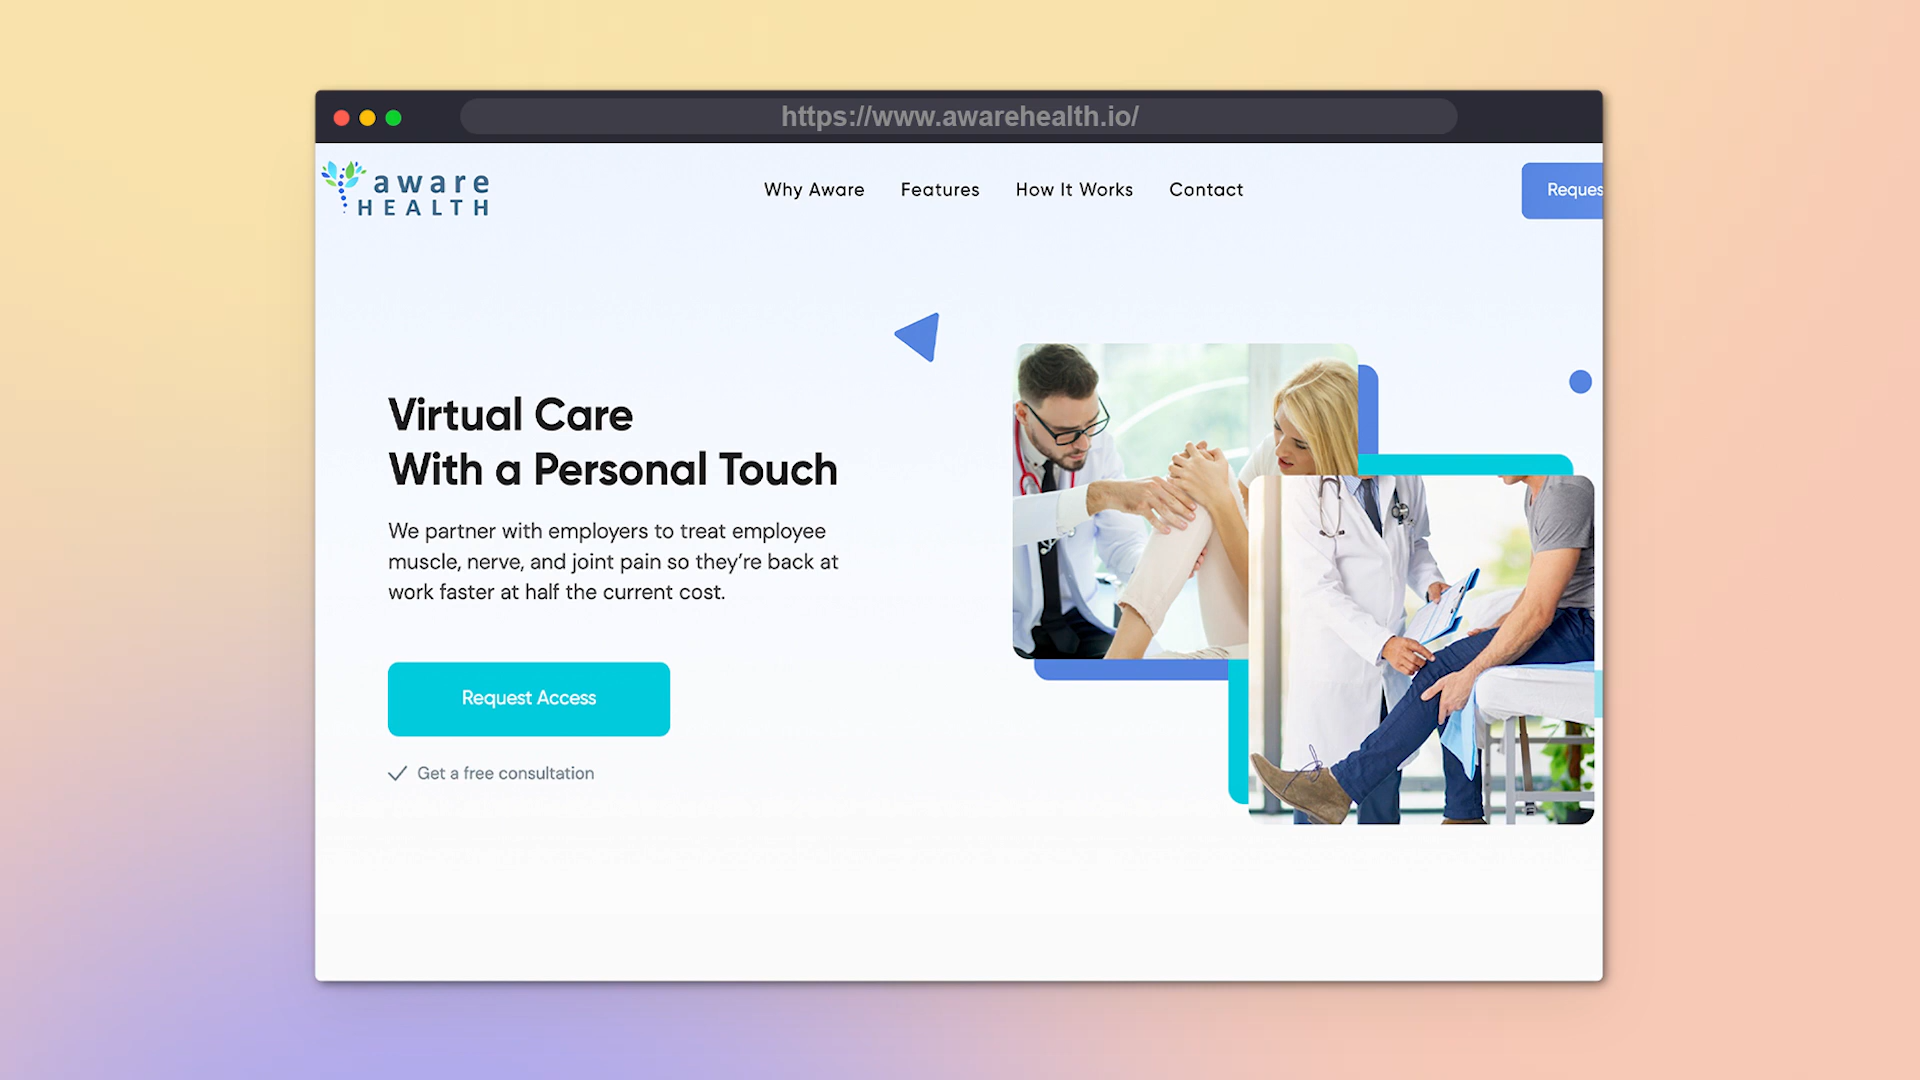 https://www.awarehealth.io/
aware
HEALTH
Why Aware
Features
How It Works
Contact
Reques
Virtual Care
With a Personal Touch
We partner with employers to treat employee
muscle, nerve, and joint pain so they’re back at
work faster at half the current cost.
Request Access
Get a free consultation